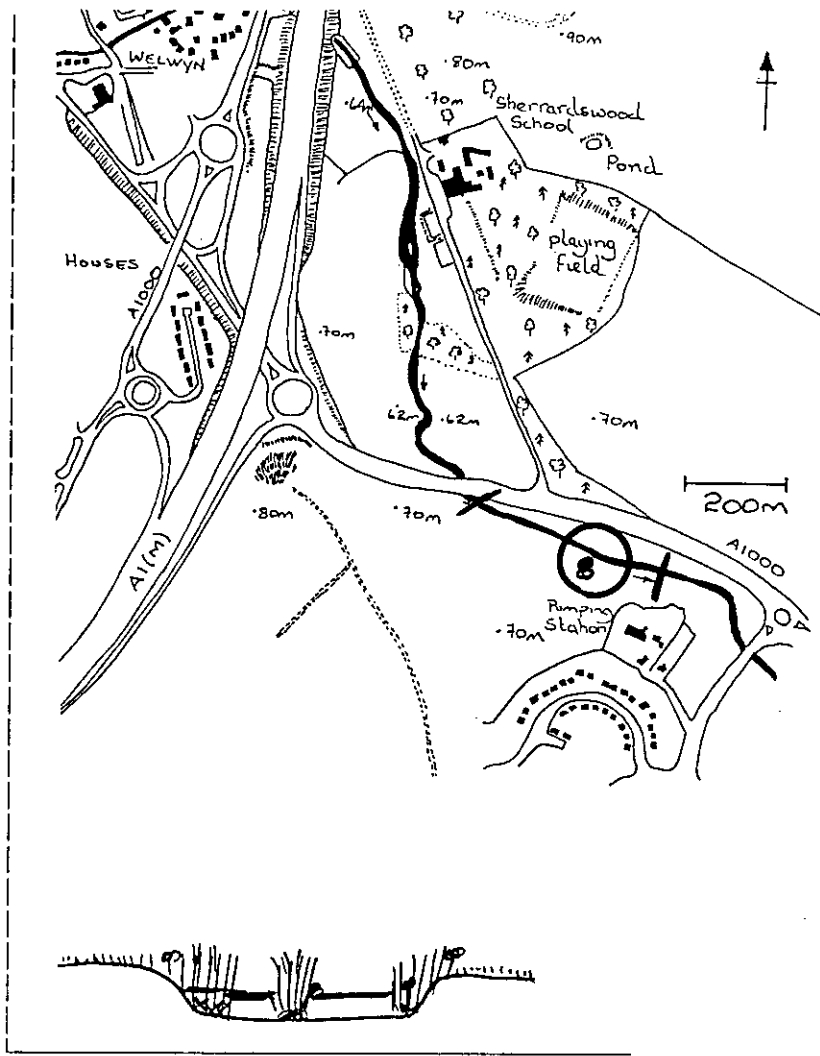 WELWYN
.90m
.80m
.70m
.64m
Sherrardswood
School
Pond
Playing
Field
HOUSES
A1000
.70m
62m
.62m
.70m
200m
.80m
.70m
A1(M)
A1000
Pumping
Station
.70m